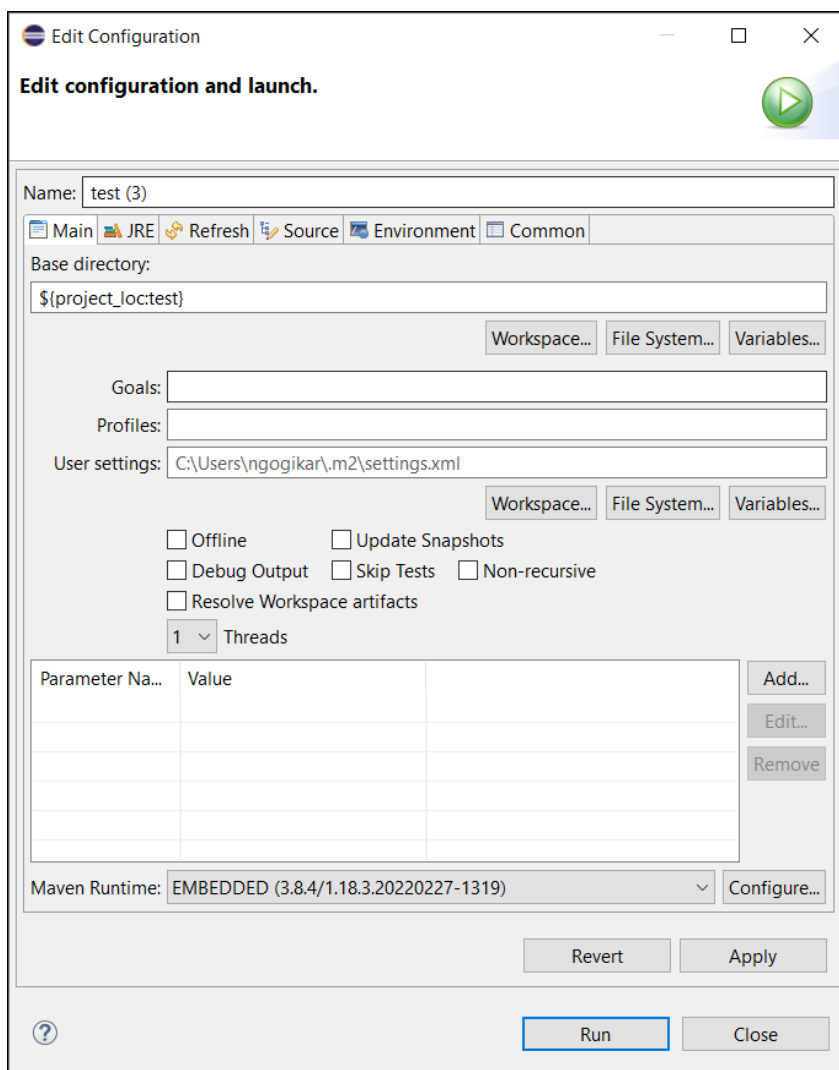 Edit Configuration
Edit configuration and launch.
Name: test (3)
Main JRE Refresh Source Environment Common
Base directory:
${project_loc:test}
Workspace... File System... Variables...
Goals:
Profiles:
User settings: C:\Users\ngogikar\.m2\settings.xml
Workspace... File System... Variables...
Offline Update Snapshots
Debug Output Skip Tests Non-recursive
Resolve Workspace artifacts
1 Threads
Parameter Na... Value Add...
Edit...
Remove
Maven Runtime: EMBEDDED (3.8.4/1.18.3.20220227-1319) Configure...
Revert Apply
? Run Close